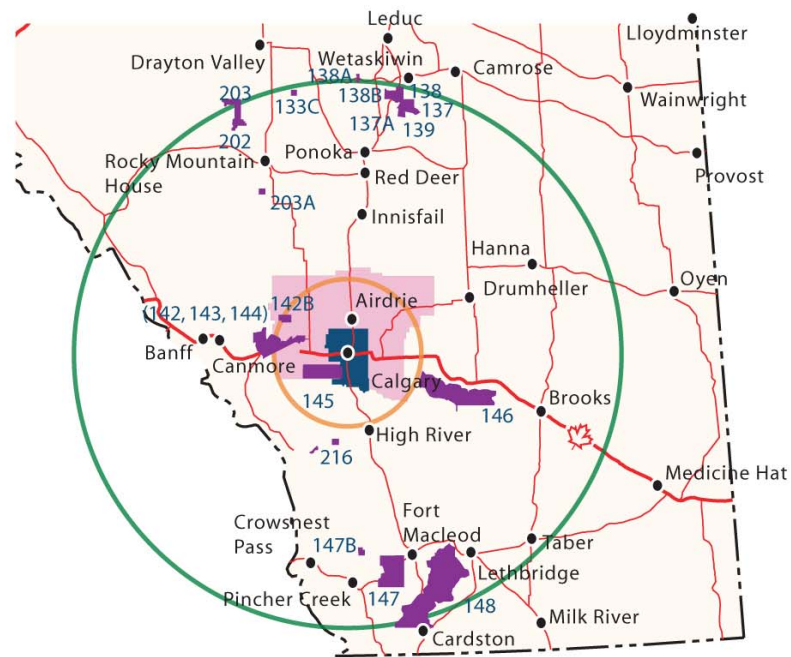 Leduc
Lloydminster
Drayton Valley
Wetaskiwin
138A
Camrose
203
133C
138B
138
137
Wainwright
137A
139
202
Rocky Mountain
House
Ponoka
Provost
Red Deer
203A
Innisfail
Hanna
Oyen
(142, 143, 144)
142B
Airdrie
Drumheller
Banff
Canmore
Calgary
145
146
Brooks
High River
216
Medicine Hat
Crowsnest
Pass
147B
Fort
Macleod
Taber
Lethbridge
Pincher Creek
147
148
Milk River
Cardston